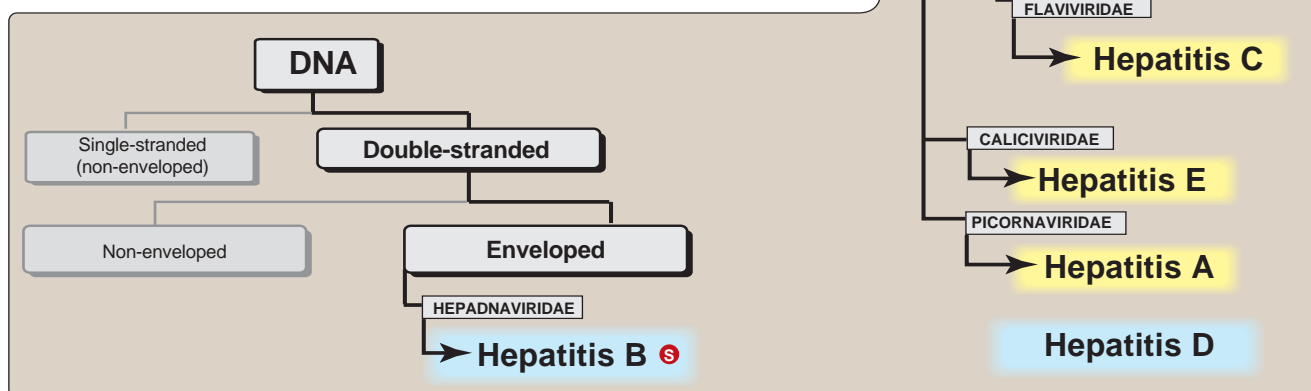 DNA
Single-stranded
(non-enveloped)
Double-stranded
Non-enveloped
Enveloped
HEPADNAVIRIDAE
Hepatitis B S
FLAVIVIRIDAE
Hepatitis C
CALICIVIRIDAE
Hepatitis E
PICORNAVIRIDAE
Hepatitis A
Hepatitis D